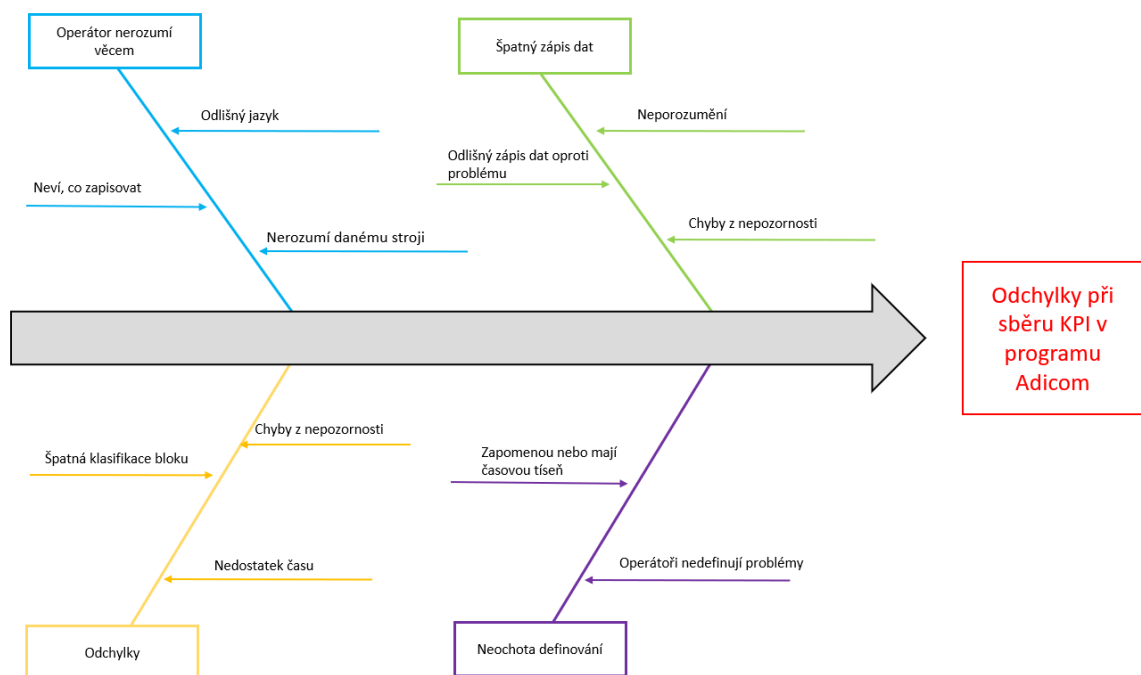 Operátor nerozumí
věcem
Špatný zápis dat
Odlišný jazyk
Neporozumění
Odlišný zápis dat oproti
problému
Neví, co zapisovat
Chyby z nepozornosti
Nerozumí danému stroji
Odchylky při
sběru KPI v
programu
Adicom
Chyby z nepozornosti
Špatná klasifikace bloku
Zapomenou nebo mají
časovou tíseň
Nedostatek času
Operátoři nedefinují problémy
Odchylky
Neochota definování